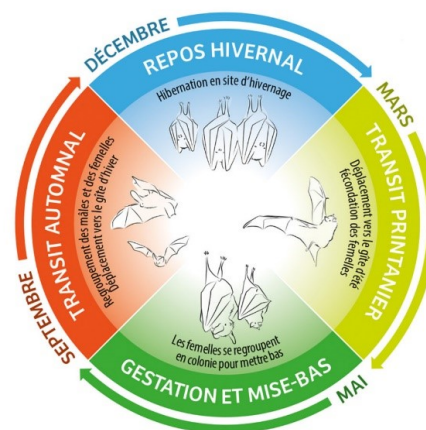 DÉCEMBRE
REPOS HIVERNAL
Hibernation en site d'hivernage
MARS
TRANSIT PRINTANIER
Déplacement vers le gîte d'été
fécondation des femelles
MAI
Les femelles se regroupent
en colonie pour mettre bas
GESTATION ET MISE-BAS
SEPTEMBRE
TRANSIT AUTOMNAL
Regroupement des mâles et des femelles
Déplacement vers le gîte d'hiver